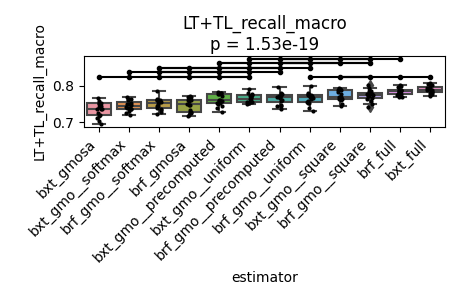 LT+TL_recall_macro
p = 1.53e-19
LT+TL_recall_macro
0.8
0.7
bxt_gmosa
bxt_gmo__softmax
brf_gmo__softmax
brf_gmosa
bxt_gmo__precomputed
bxt_gmo__uniform
brf_gmo__precomputed
brf_gmo__uniform
bxt_gmo__square
brf_gmo__square
brf_full
bxt_full
estimator